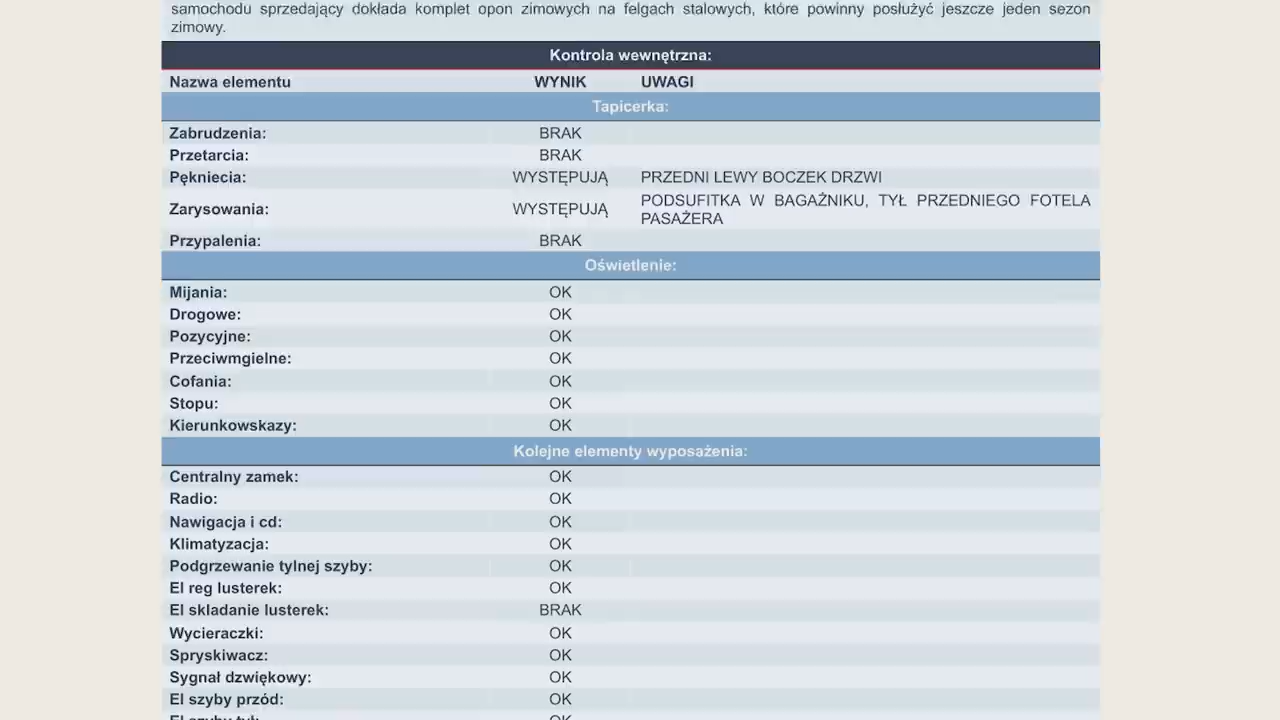 samochodu sprzedający dokłada komplet opon zimowych na felgach stalowych, które powinny posłużyć jeszcze jeden sezon
zimowy.
Kontrola wewnętrzna:
Nazwa elementu WYNIK UWAGI
Tapicerka:
Zabrudzenia: BRAK
Przetarcia: BRAK
Pękniecia: WYSTĘPUJĄ PRZEDNI LEWY BOCZEK DRZWI
Zarysowania: WYSTĘPUJĄ PODSUFITKA W BAGAŻNIKU, TYŁ PRZEDNIEGO FOTELA
PASAŻERA
Przypalenia: BRAK
Oświetlenie:
Mijania: OK
Drogowe: OK
Pozycyjne: OK
Przeciwmgielne: OK
Cofania: OK
Stopu: OK
Kierunkowskazy: OK
Kolejne elementy wyposażenia:
Centralny zamek: OK
Radio: OK
Nawigacja i cd: OK
Klimatyzacja: OK
Podgrzewanie tylnej szyby: OK
El reg lusterek: OK
El skladanie lusterek: BRAK
Wycieraczki: OK
Spryskiwacz: OK
Sygnał dzwiękowy: OK
El szyby przód: OK
El szyby tył: OK